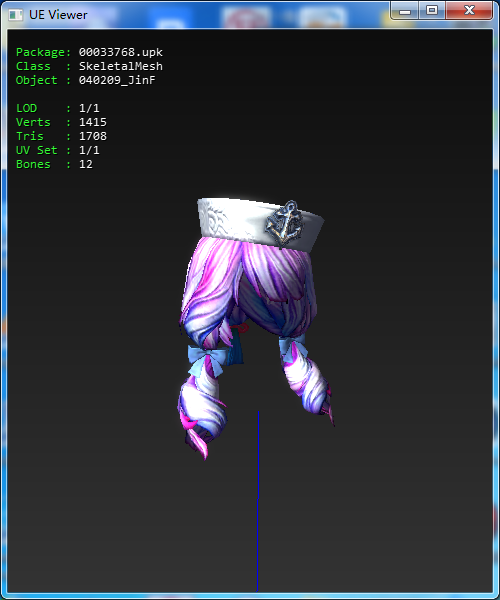 UE Viewer
Package: 00033768.upk
Class  : SkeletalMesh
Object : 040209_JinF
LOD    : 1/1
Verts  : 1415
Tris   : 1708
UV Set : 1/1
Bones  : 12